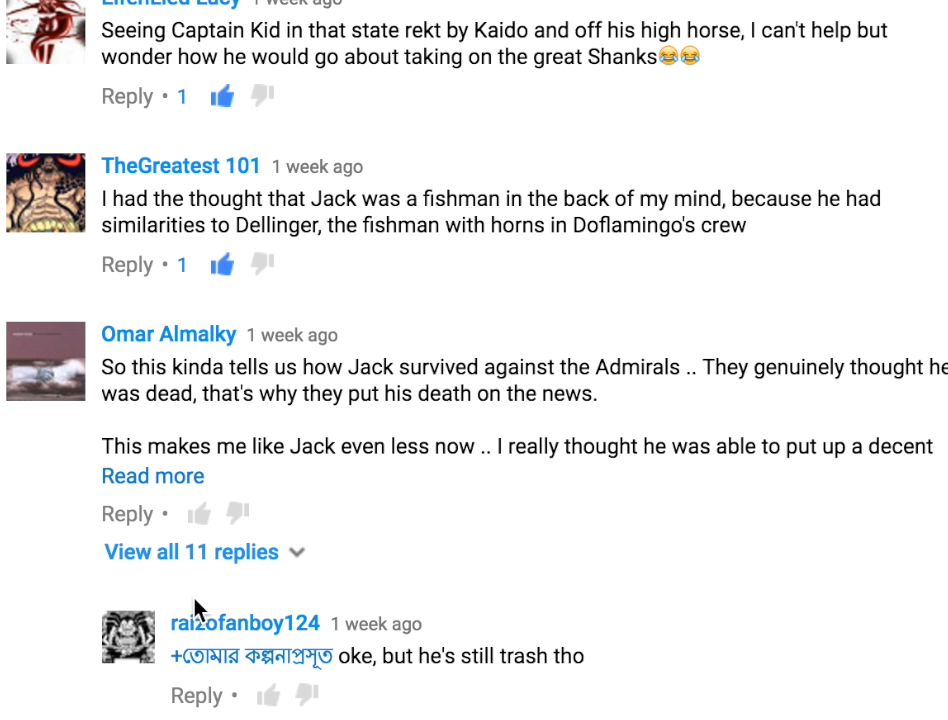 1 week ago
Seeing Captain Kid in that state rekt by Kaido and off his high horse, I can't help but
wonder how he would go about taking on the great Shanks😂😂
Reply • 1
TheGreatest 101 1 week ago
I had the thought that Jack was a fishman in the back of my mind, because he had
similarities to Dellinger, the fishman with horns in Doflamingo's crew
Reply • 1
Omar Almalky 1 week ago
So this kinda tells us how Jack survived against the Admirals .. They genuinely thought he
was dead, that's why they put his death on the news.
This makes me like Jack even less now .. I really thought he was able to put up a decent
Read more
Reply •
View all 11 replies
raizofanboy124 1 week ago
+তোমার কল্পনাপ্রসূত oke, but he's still trash tho
Reply •